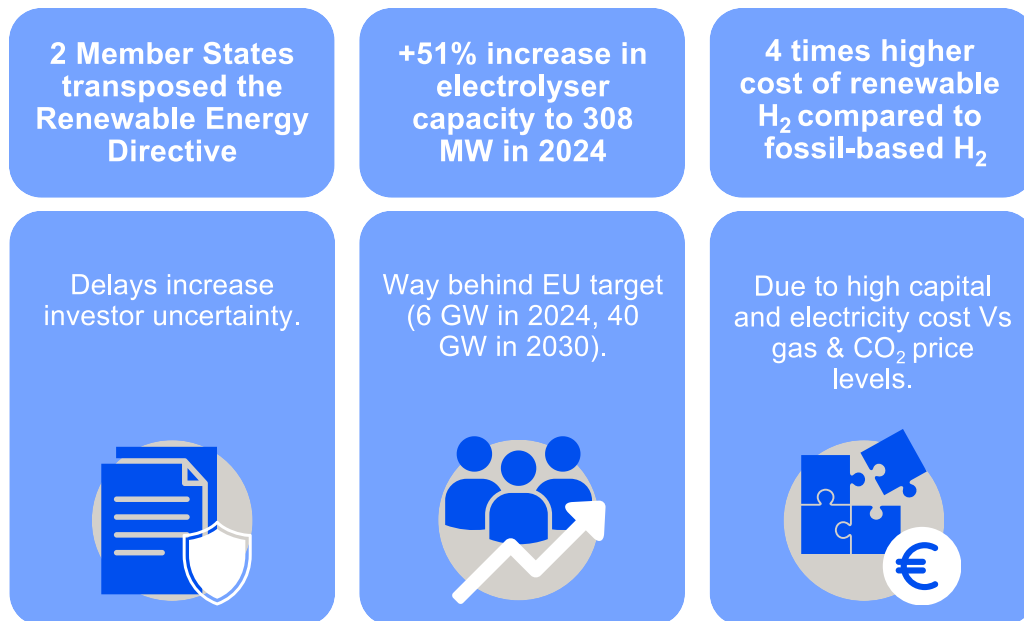 2 Member States
transposed the
Renewable Energy
Directive
+51% increase in
electrolyser
capacity to 308
MW in 2024
4 times higher
cost of renewable
H₂ compared to
fossil-based H₂
Delays increase
investor uncertainty.
Way behind EU target
(6 GW in 2024, 40
GW in 2030).
Due to high capital
and electricity cost Vs
gas & CO₂ price
levels.
€